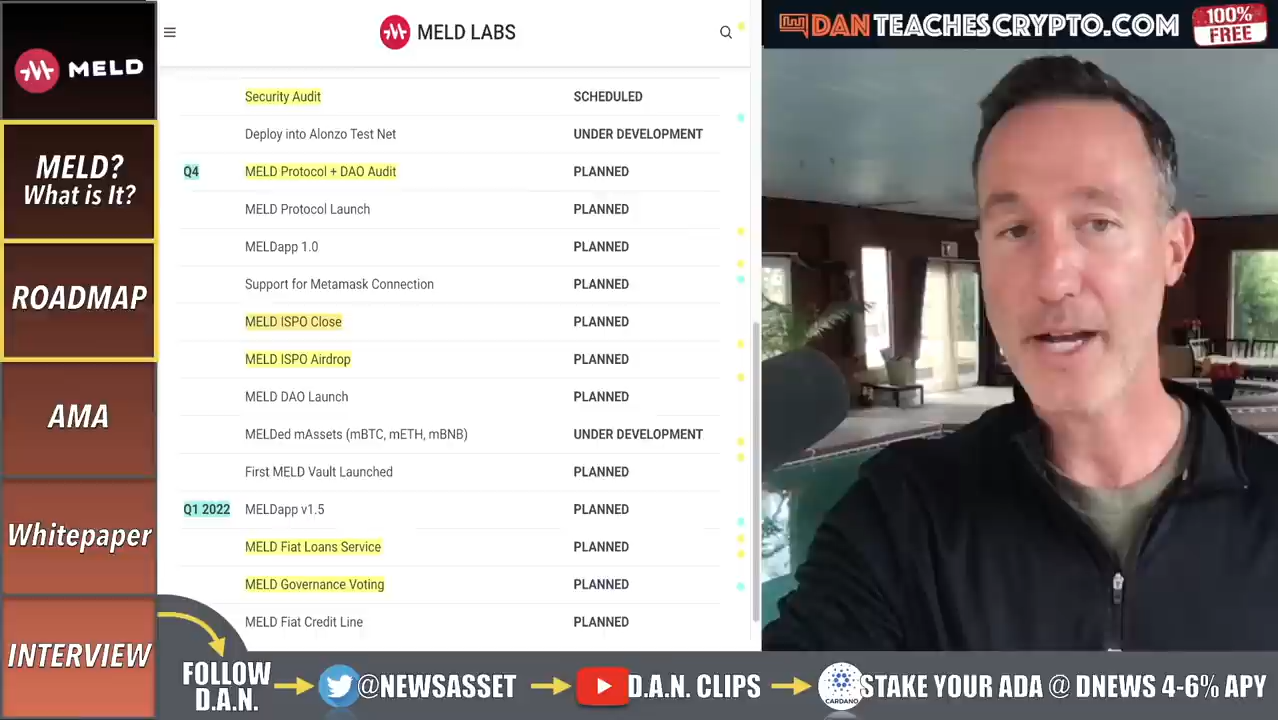 MELD
MELD?
What is It?
ROADMAP
AMA
Whitepaper
INTERVIEW
MELD LABS
Security Audit SCHEDULED
Deploy into Alonzo Test Net UNDER DEVELOPMENT
Q4 MELD Protocol + DAO Audit PLANNED
MELD Protocol Launch PLANNED
MELDapp 1.0 PLANNED
Support for Metamask Connection PLANNED
MELD ISPO Close PLANNED
MELD ISPO Airdrop PLANNED
MELD DAO Launch PLANNED
MELDed mAssets (mBTC, mETH, mBNB) UNDER DEVELOPMENT
First MELD Vault Launched PLANNED
Q1 2022 MELDapp v1.5 PLANNED
MELD Fiat Loans Service PLANNED
MELD Governance Voting PLANNED
MELD Fiat Credit Line PLANNED
DANTEACHESCRYPTO.COM
100%
FREE
FOLLOW
D.A.N.
@NEWSASSET
D.A.N. CLIPS
CARDANO
STAKE YOUR ADA @ DNEWS 4-6% APY